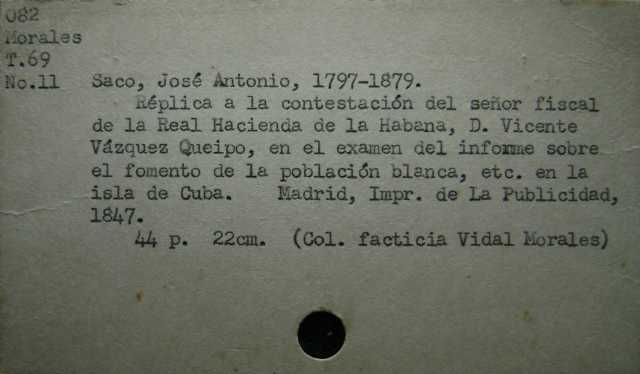 082
Morales
T.69
No.11 Saco, José Antonio, 1797-1879.
Réplica a la contestación del señor fiscal
de la Real Hacienda de la Habana, D. Vicente
Vázquez Queipo, en el examen del informe sobre
el fomento de la población blanca, etc. en la
isla de Cuba. Madrid, Impr. de La Publicidad,
1847.
44 p. 22cm. (Col. facticia Vidal Morales)